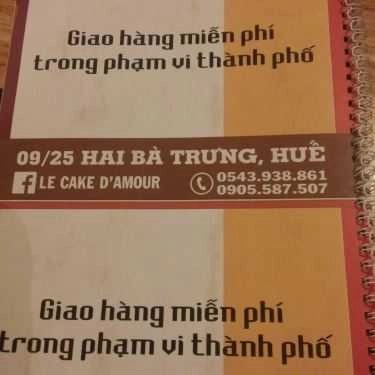 Giao hàng miễn phí
trong phạm vi thành phố
09/25 HAI BÀ TRƯNG, HUẾ
LE CAKE D'AMOUR
0543.938.861
0905.587.507
Giao hàng miễn phí
trong phạm vi thành phố